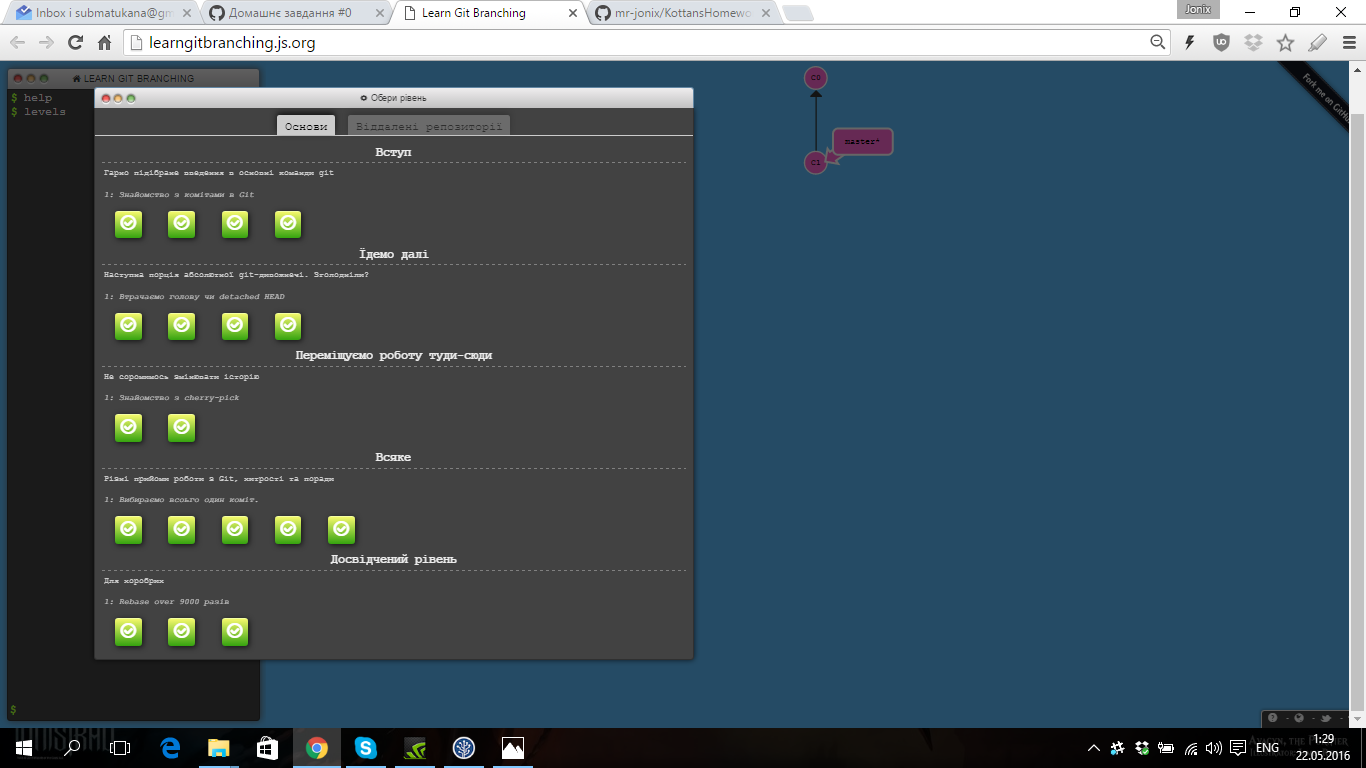 Inbox i submatukana@gm
Домашнє завдання #0
Learn Git Branching
mr-jonix/KottansHomewo
Jonix
learngitbranching.js.org
LEARN GIT BRANCHING
$ help
$ levels
$
Обери рівень
Основи
Віддалені репозиторії
Вступ
Гарно підібране введення в основні команди git
1: Знайомство з комітами в Git
Їдемо далі
Наступна порція абсолютної git-дивовижі. Зголодніли?
1: Втрачаємо голову чи detached HEAD
Переміщуємо роботу туди-сюди
Не соромимось змінювати історію
1: Знайомство з cherry-pick
Всяке
Різні прийоми роботи з Git, хитрості та поради
1: Вибираємо всього один коміт.
Досвідчений рівень
Для хоробрих
1: Rebase over 9000 разів
C0
master*
C1
Fork me on GitHu
ENG
1:29
22.05.2016